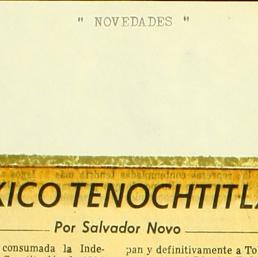 " NOVEDADES "
XICO TENOCHTITLA
Por Salvador Novo
consumada la Inde-
pan y definitivamente a To